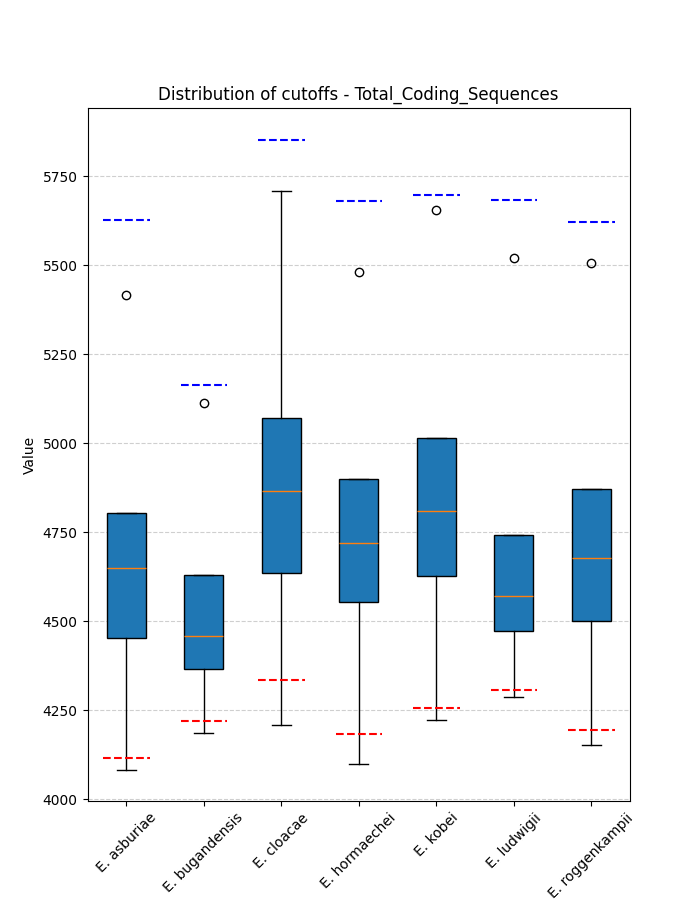 Distribution of cutoffs - Total_Coding_Sequences
Value
5750
5500
5250
5000
4750
4500
4250
4000
E. asburiae
E. bugandensis
E. cloacae
E. hormaechei
E. kobei
E. ludwigii
E. roggenkampii